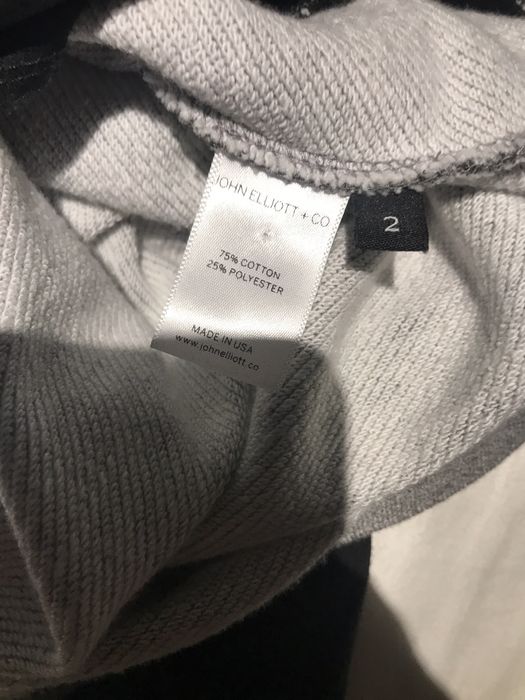 JOHN ELLIOTT + CO
75% COTTON
25% POLYESTER
MADE IN USA
www.johnelliott.co
2